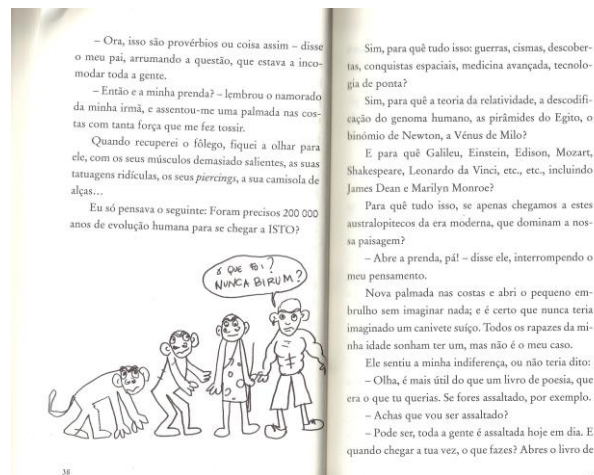 – Ora, isso são provérbios ou coisa assim – disse
o meu pai, arrumando a questão, que estava a inco-
modar toda a gente.
– Então e a minha prenda? – lembrou o namorado
da minha irmã, e assentou-me uma palmada nas cos-
tas com tanta força que me fez tossir.
Quando recuperei o fôlego, fiquei a olhar para
ele, com os seus músculos demasiado salientes, as suas
tatuagens ridículas, os seus piercings, a sua camisola de
alças...
Eu só pensava o seguinte: Foram precisos 200 000
anos de evolução humana para se chegar a ISTO?
O QUE FOI?
NUNCA BIRUM?
38
Sim, para quê tudo isso: guerras, cismas, descober-
tas, conquistas espaciais, medicina avançada, tecnolo-
gia de ponta?
Sim, para quê a teoria da relatividade, a descodifi-
cação do genoma humano, as pirâmides do Egito, o
binómio de Newton, a Vénus de Milo?
E para quê Galileu, Einstein, Edison, Mozart,
Shakespeare, Leonardo da Vinci, etc., etc., incluindo
James Dean e Marilyn Monroe?
Para quê tudo isso, se apenas chegamos a estes
australopitecos da era moderna, que dominam a nos-
sa paisagem?
– Abre a prenda, pá! – disse ele, interrompendo o
meu pensamento.
Nova palmada nas costas e abri o pequeno em-
brulho sem imaginar nada; e é certo que nunca teria
imaginado um canivete suíço. Todos os rapazes da mi-
nha idade sonham ter um, mas não é o meu caso.
Ele sentiu a minha indiferença, ou não teria dito:
– Olha, é mais útil do que um livro de poesia, que
era o que tu querias. Se fores assaltado, por exemplo.
– Achas que vou ser assaltado?
– Pode ser, toda a gente é assaltada hoje em dia. E
quando chegar a tua vez, o que fazes? Abres o livro de